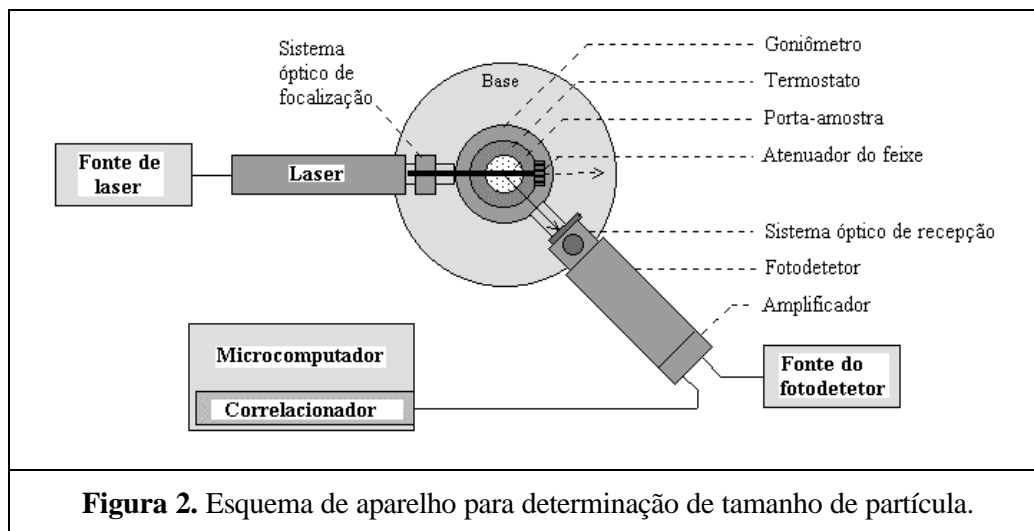 Sistema
óptico de
focalização
Base
Goniômetro
Termostato
Porta-amostra
Atenuador do feixe
Fonte de
laser
Laser
Sistema óptico de recepção
Fotodetetor
Amplificador
Microcomputador
Correlacionador
Fonte do
fotodetetor
Figura 2. Esquema de aparelho para determinação de tamanho de partícula.